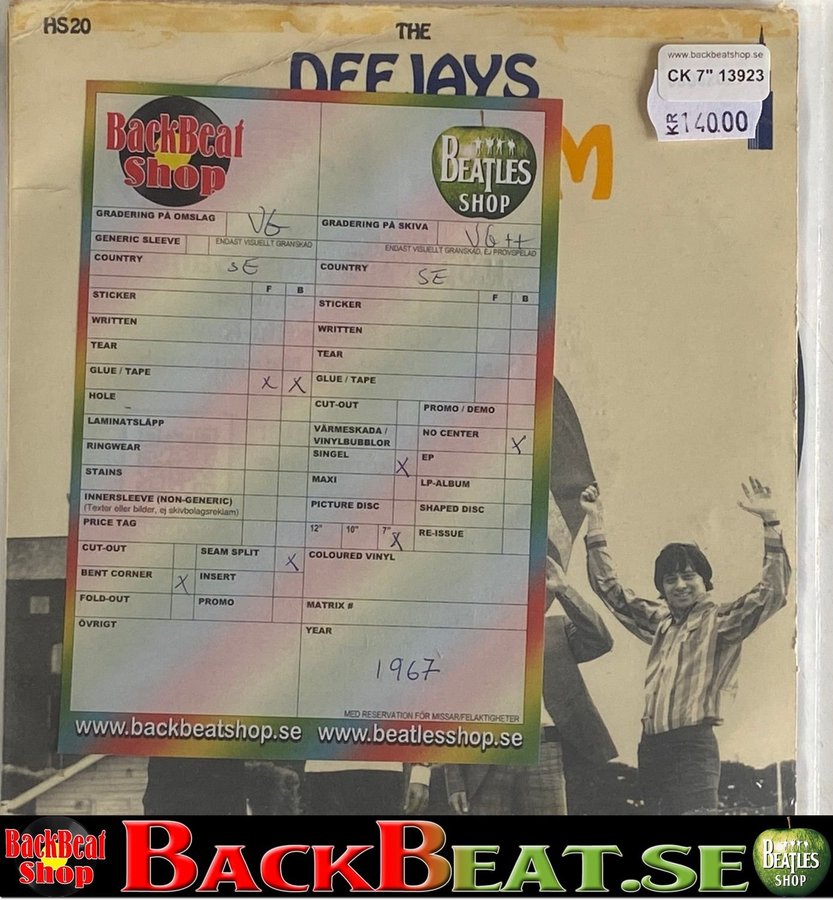 HS20
THE
DEEJAYS
M
www.backbeatshop.se
CK 7" 13923
KR 140.00
BackBeat
Shop
BEATLES
SHOP
GRADERING PÅ OMSLAG VG
ENDAST VISUELLT GRANSKAD
GENERIC SLEEVE
COUNTRY SE
F B
STICKER
WRITTEN
TEAR
GLUE / TAPE X X
HOLE
LAMINATSLÄPP
RINGWEAR
STAINS
INNERSLEEVE (NON-GENERIC)
(Texter eller bilder, ej skivbolagsreklam)
PRICE TAG
CUT-OUT SEAM SPLIT X
BENT CORNER X INSERT
FOLD-OUT PROMO
ÖVRIGT
GRADERING PÅ SKIVA VG++
ENDAST VISUELLT GRANSKAD, EJ PROVSPELAD
COUNTRY SE
F B
STICKER
WRITTEN
TEAR
GLUE / TAPE
CUT-OUT PROMO / DEMO
VÄRMESKADA /
VINYLBUBBLOR
NO CENTER X
SINGEL X EP
MAXI LP-ALBUM
PICTURE DISC SHAPED DISC
12" 10" 7" X RE-ISSUE
COLOURED VINYL
MATRIX #
YEAR
1967
MED RESERVATION FÖR MISSAR/FELAKTIGHETER
www.backbeatshop.se www.beatlesshop.se
BackBeat
Shop
BACKBEAT.SE
BEATLES
SHOP